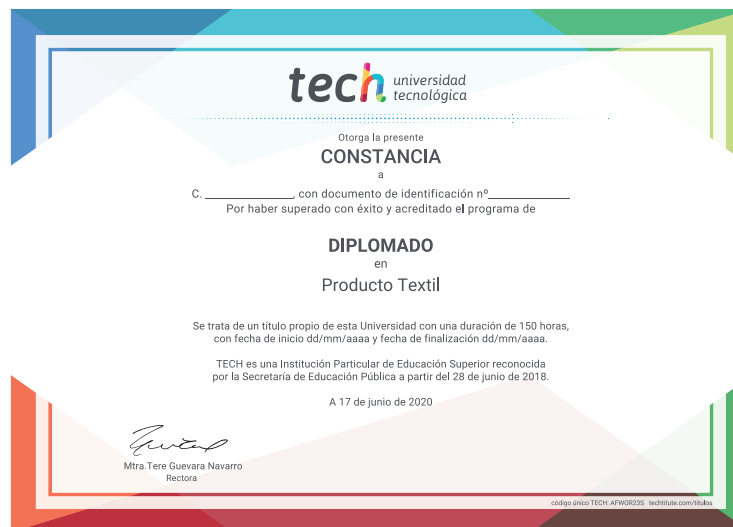 tech universidad
tecnológica
Otorga la presente
CONSTANCIA
a
C. ______________, con documento de identificación nº______________
Por haber superado con éxito y acreditado el programa de
DIPLOMADO
en
Producto Textil
Se trata de un título propio de esta Universidad con una duración de 150 horas,
con fecha de inicio dd/mm/aaaa y fecha de finalización dd/mm/aaaa.
TECH es una Institución Particular de Educación Superior reconocida
por la Secretaría de Educación Pública a partir del 28 de junio de 2018.
A 17 de junio de 2020
Mtra.Tere Guevara Navarro
Rectora
código único TECH: AFWOR23S techtitute.com/titulos